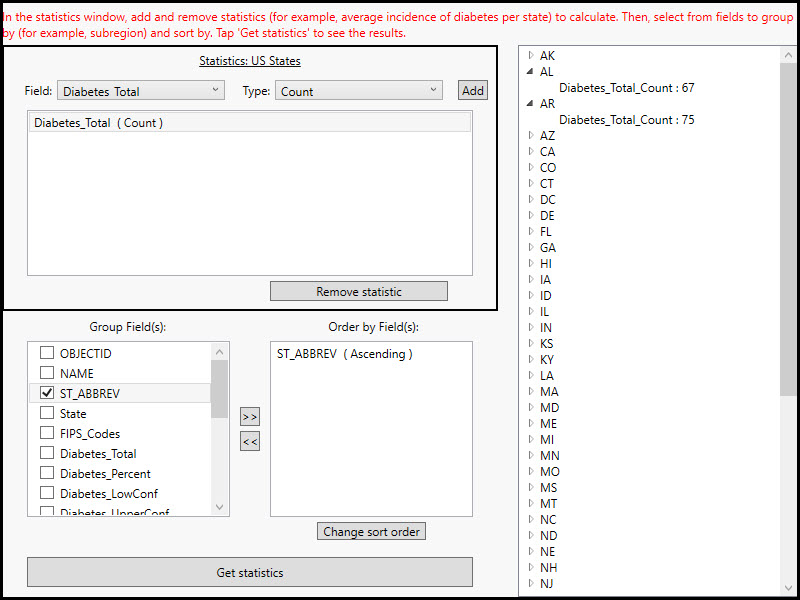 In the statistics window, add and remove statistics (for example, average incidence of diabetes per state) to calculate. Then, select from fields to group
by (for example, subregion) and sort by. Tap 'Get statistics' to see the results.
Statistics: US States
Field: Diabetes_Total Type: Count Add
Diabetes_Total ( Count )
Remove statistic
Group Field(s):
OBJECTID
NAME
ST_ABBREV
State
FIPS_Codes
Diabetes_Total
Diabetes_Percent
Diabetes_LowConf
Diabetes_UpperConf
>>
<<
Order by Field(s):
ST_ABBREV ( Ascending )
Change sort order
Get statistics
AK
AL
Diabetes_Total_Count : 67
AR
Diabetes_Total_Count : 75
AZ
CA
CO
CT
DC
DE
FL
GA
HI
IA
ID
IL
IN
KS
KY
LA
MA
MD
ME
MI
MN
MO
MS
MT
NC
ND
NE
NH
NJ